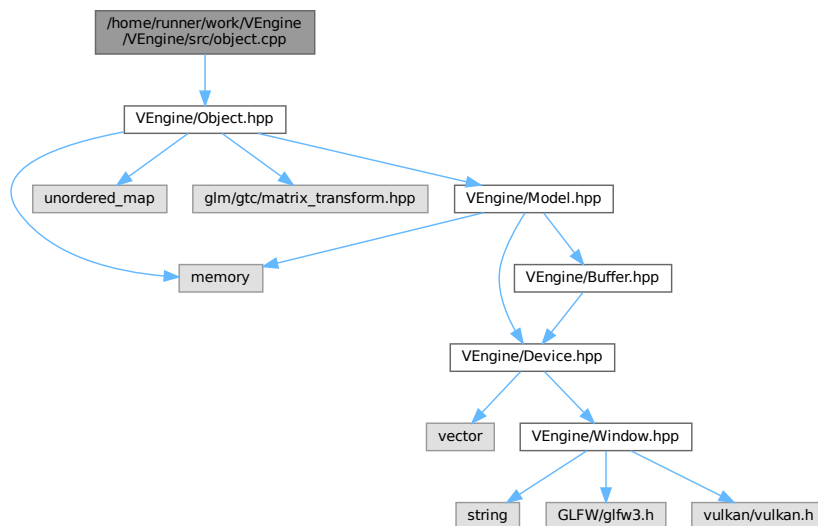 /home/runner/work/VEngine
/VEngine/src/object.cpp
VEngine/Object.hpp
unordered_map
glm/gtc/matrix_transform.hpp
VEngine/Model.hpp
memory
VEngine/Buffer.hpp
VEngine/Device.hpp
vector
VEngine/Window.hpp
string
GLFW/glfw3.h
vulkan/vulkan.h